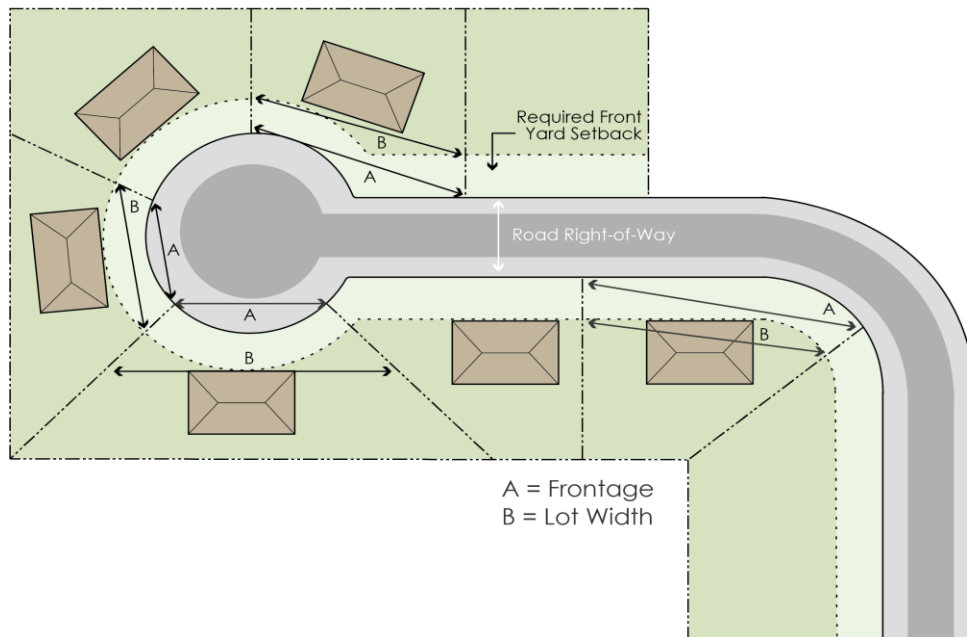 Required Front
Yard Setback
B
A
B
A
Road Right-of-Way
A
A
B
B
A = Frontage
B = Lot Width